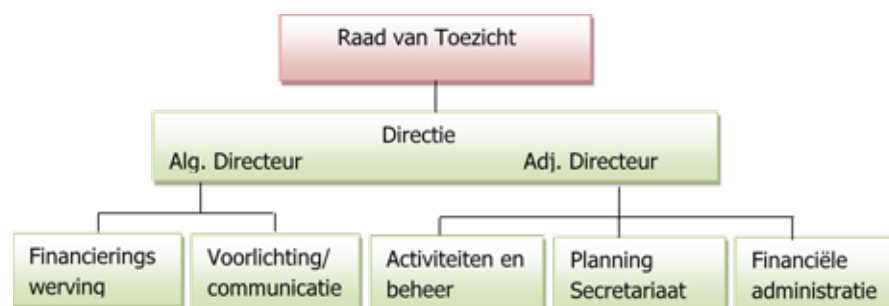 Raad van Toezicht
Directie
Alg. Directeur Adj. Directeur
Financierings
werving
Voorlichting/
communicatie
Activiteiten en
beheer
Planning
Secretariaat
Financiële
administratie